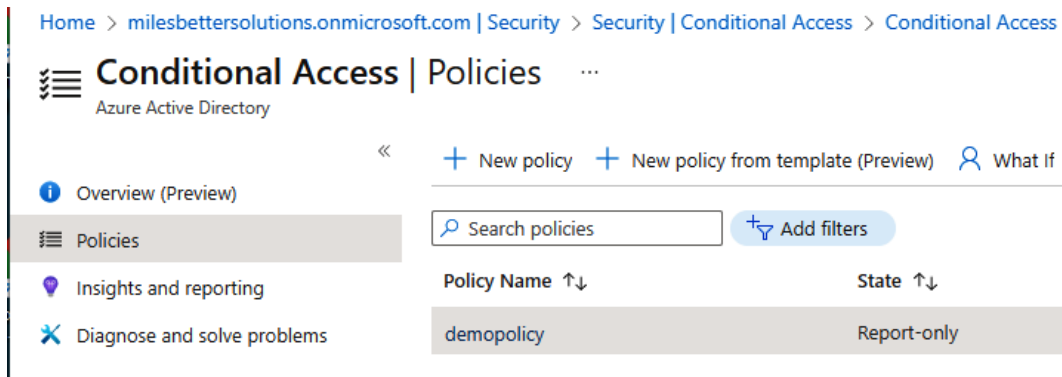 Home > milesbettersolutions.onmicrosoft.com | Security > Security | Conditional Access > Conditional Access
Conditional Access | Policies ...
Azure Active Directory
«
+ New policy + New policy from template (Preview) What If
Overview (Preview)
Policies
Insights and reporting
Diagnose and solve problems
Search policies Add filters
Policy Name ↑↓ State ↑↓
demopolicy Report-only